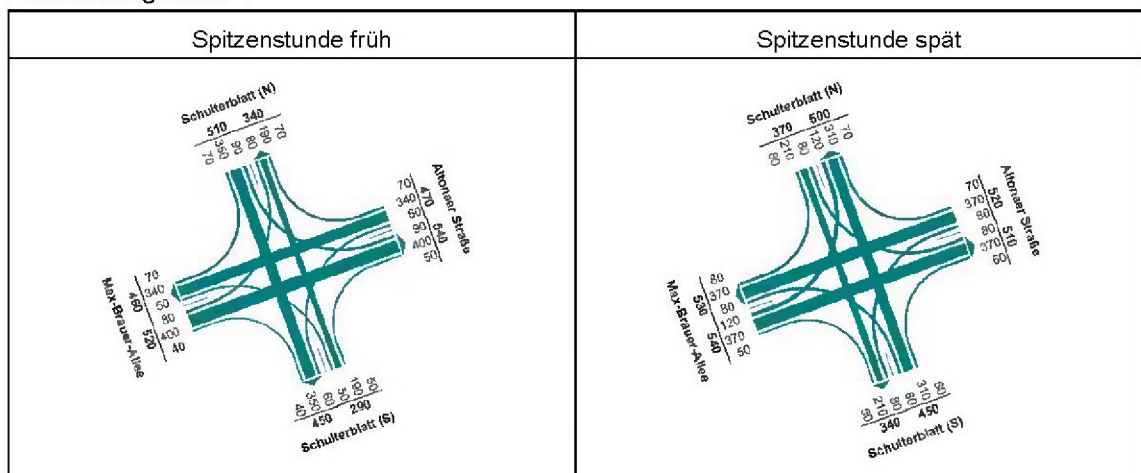 Spitzenstunde früh
Spitzenstunde spät
Schulterblatt (N)
510 340
70 350 90 80 190 70
70 340 60 90 400 50
470 540
Altonaer Straße
70 340 50 80 400 40
460 520
Max-Brauer-Allee
40 350 60 50 190 50
450 290
Schulterblatt (S)
Schulterblatt (N)
370 500
80 210 80 120 310 70
70 370 80 80 370 60
520 510
Altonaer Straße
80 370 80 120 370 50
530 540
Max-Brauer-Allee
50 210 80 80 310 60
340 450
Schulterblatt (S)